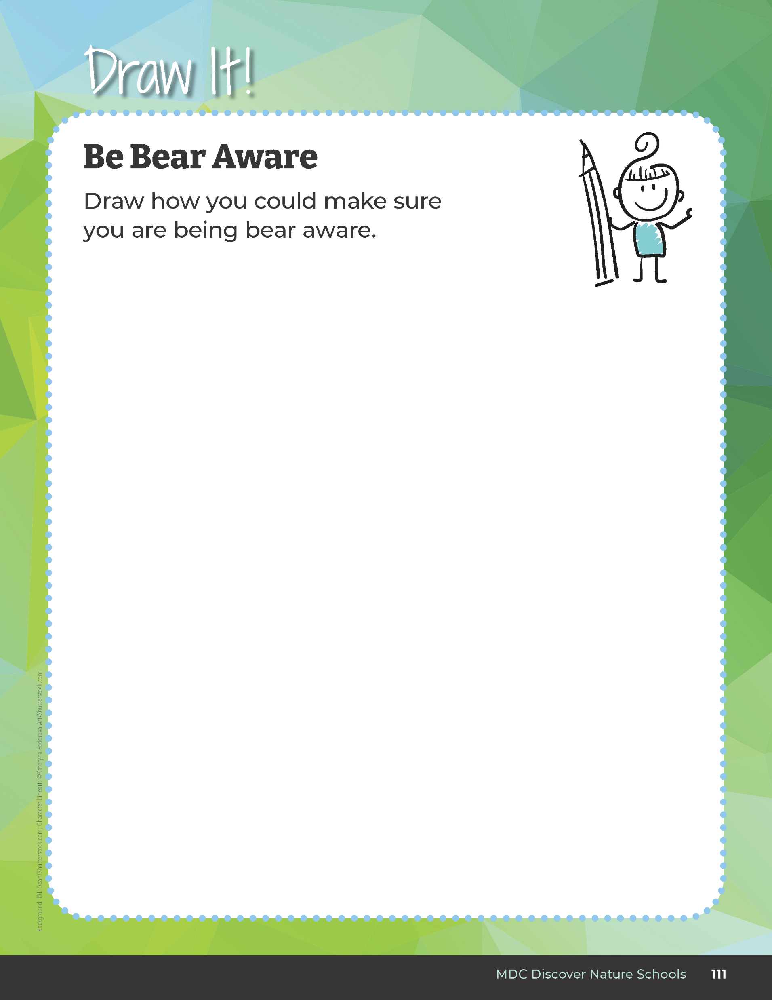 Draw It!
Be Bear Aware
Draw how you could make sure
you are being bear aware.
Background: ©LTDean/Shutterstock.com; Character Lineart: @Kateryna Fedorova Art/Shutterstock.com
MDC Discover Nature Schools 111